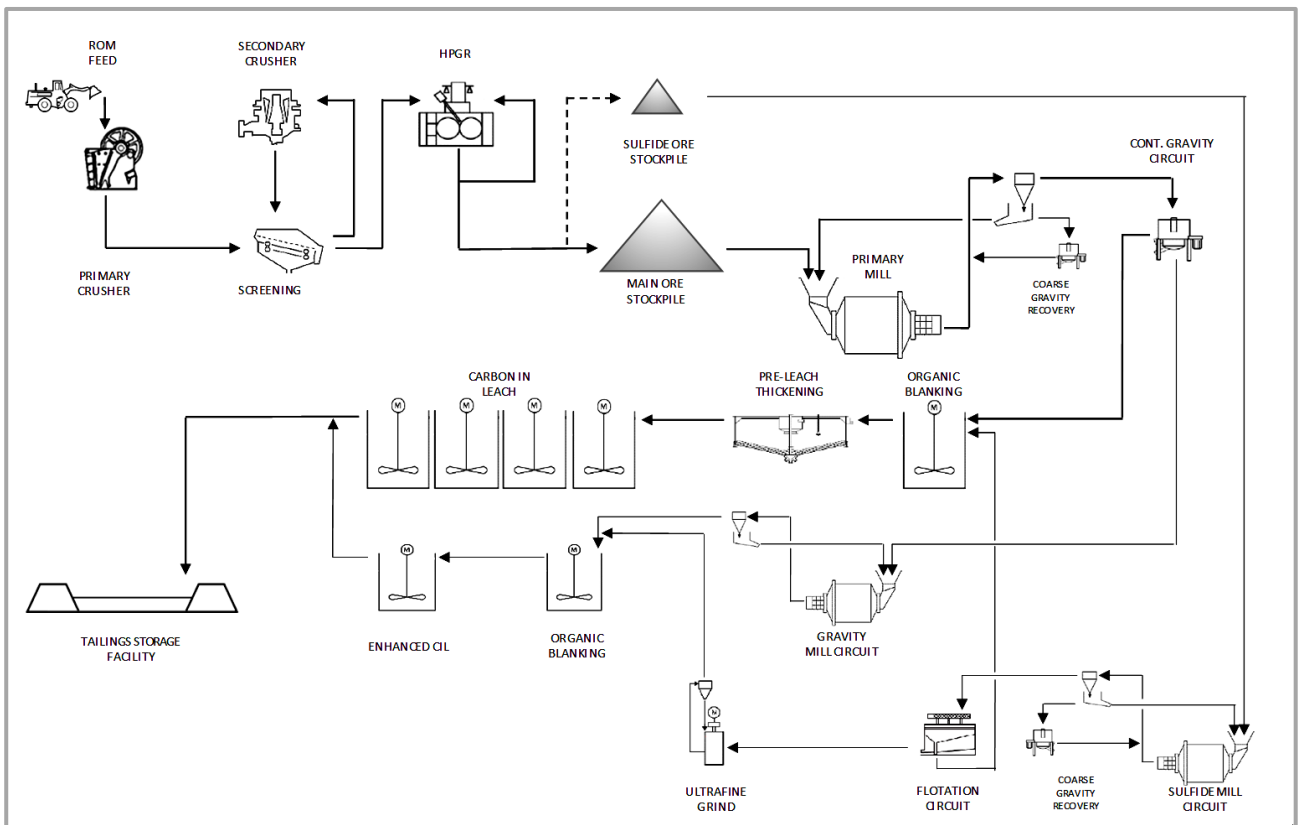 ROM
FEED
SECONDARY
CRUSHER
HPGR
SULFIDE ORE
STOCKPILE
CONT. GRAVITY
CIRCUIT
PRIMARY
CRUSHER
SCREENING
MAIN ORE
STOCKPILE
PRIMARY
MILL
COARSE
GRAVITY
RECOVERY
CARBON IN
LEACH
PRE-LEACH
THICKENING
ORGANIC
BLANKING
M
M
M
M
M
M
M
TAILINGS STORAGE
FACILITY
ENHANCED CIL
ORGANIC
BLANKING
GRAVITY
MILL CIRCUIT
M
ULTRAFINE
GRIND
FLOTATION
CIRCUIT
COARSE
GRAVITY
RECOVERY
SULFIDE MILL
CIRCUIT